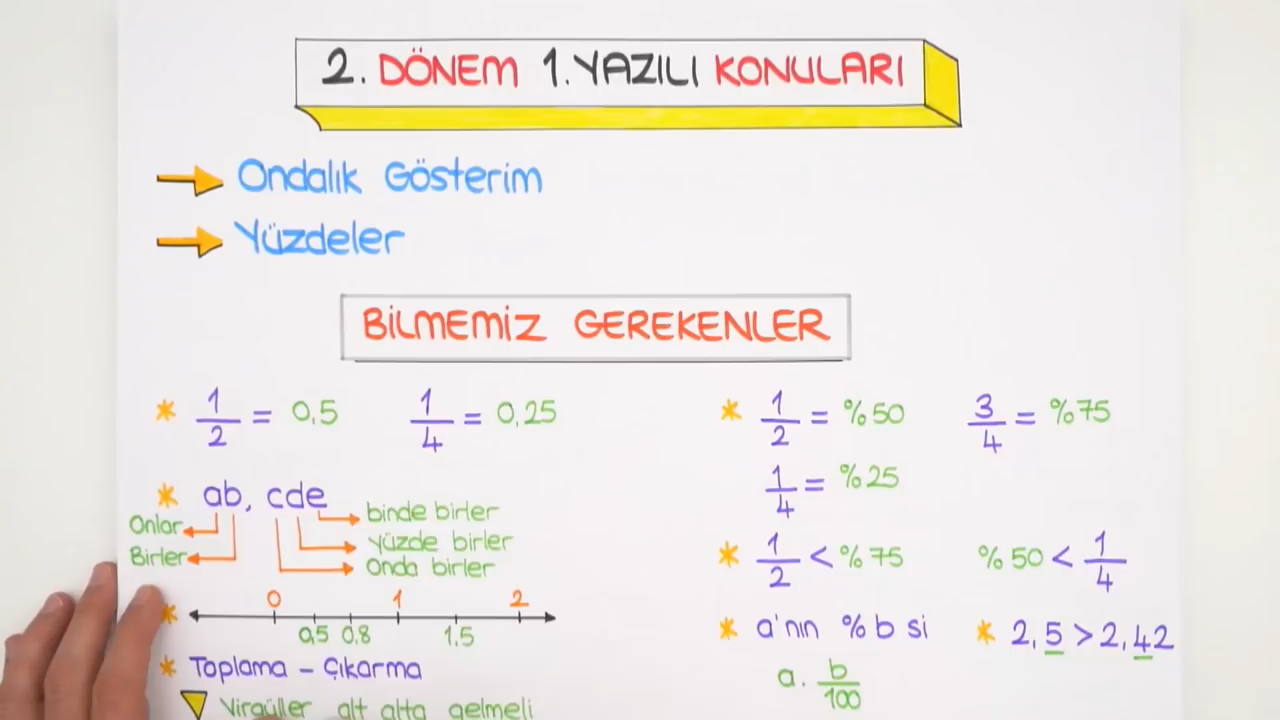 2. DÖNEM 1. YAZILI KONULARI
Ondalık Gösterim
Yüzdeler
BİLMEMİZ GEREKENLER
* 1/2 = 0,5 1/4 = 0,25
* ab, cde
Onlar
Birler
binde birler
yüzde birler
Onda birler
* 0 1 2
0,5 0.8 1.5
* Toplama - Çıkarma
Virgüller alt alta gelmeli
* 1/2 = %50 3/4 = %75
1/4 = %25
* 1/2 < %75 %50 < 1/4
* a'nın %b si * 2,5 > 2,42
a. b/100